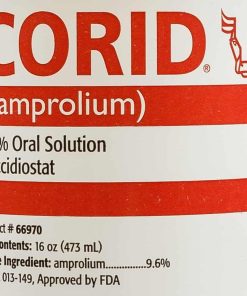 CORID®
(amprolium)
% Oral Solution
ccidiostat
ct # 66970
Contents: 16 oz (473 mL)
e Ingredient: amprolium..............9.6%
013-149, Approved by FDA